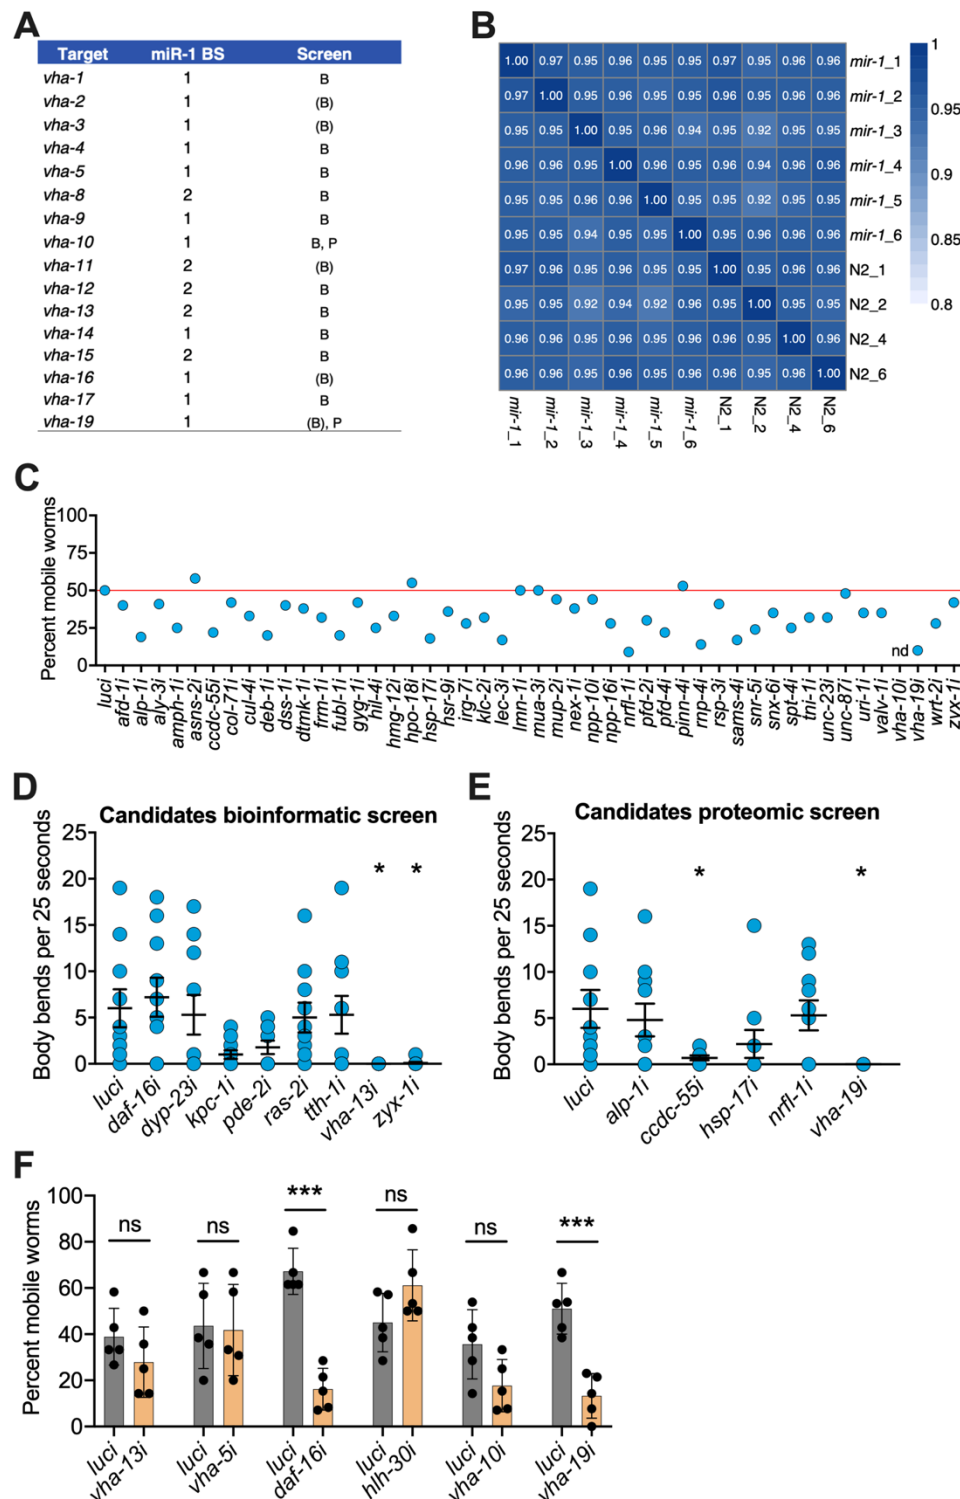 A
Target miR-1 BS Screen
vha-1 1 B
vha-2 1 (B)
vha-3 1 (B)
vha-4 1 B
vha-5 1 B
vha-8 2 B
vha-9 1 B
vha-10 1 B, P
vha-11 2 (B)
vha-12 2 B
vha-13 2 B
vha-14 1 B
vha-15 2 B
vha-16 1 (B)
vha-17 1 B
vha-19 1 (B), P
B
1.00 0.97 0.95 0.96 0.95 0.95 0.97 0.95 0.96 0.96 mir-1_1
0.97 1.00 0.95 0.96 0.95 0.95 0.96 0.95 0.96 0.96 mir-1_2
0.95 0.95 1.00 0.95 0.96 0.94 0.95 0.92 0.95 0.95 mir-1_3
0.96 0.96 0.95 1.00 0.96 0.95 0.96 0.94 0.96 0.96 mir-1_4
0.95 0.95 0.96 0.96 1.00 0.95 0.95 0.92 0.95 0.95 mir-1_5
0.95 0.95 0.94 0.95 0.95 1.00 0.95 0.96 0.95 0.95 mir-1_6
0.97 0.96 0.95 0.96 0.95 0.95 1.00 0.95 0.96 0.96 N2_1
0.95 0.95 0.92 0.94 0.92 0.96 0.95 1.00 0.95 0.95 N2_2
0.96 0.96 0.95 0.96 0.95 0.95 0.96 0.95 1.00 0.96 N2_4
0.96 0.96 0.95 0.96 0.95 0.95 0.96 0.95 0.96 1.00 N2_6
mir-1_1 mir-1_2 mir-1_3 mir-1_4 mir-1_5 mir-1_6 N2_1 N2_2 N2_4 N2_6
1
0.95
0.9
0.85
0.8
C
Percent mobile worms
100
75
50
25
0
nd
luci afd-1i alp-1i aly-3i amph-1i asns-2i ccdc-55i col-71i cul-4i deb-1i dss-1i dtmk-1i frm-1i fubl-1i gyg-1i hil-4i hmg-12i hpo-18i hsp-17i hsr-9i irg-7i klc-2i lec-3i lmn-1i mua-3i mup-2i nex-1i npp-10i npp-16i nrfl-1i pfd-2i pfd-4i pinn-4i rnp-4i rsp-3i sams-4i snr-5i snx-6i spt-4i tni-1i unc-23i unc-87i uri-1i valv-1i vha-10i vha-19i wrt-2i zyx-1i
D
Candidates bioinformatic screen
Body bends per 25 seconds
25
20
15
10
5
0
* *
luci daf-16i dyp-23i kpc-1i pde-2i ras-2i tth-1i vha-13i zyx-1i
E
Candidates proteomic screen
Body bends per 25 seconds
25
20
15
10
5
0
* *
luci alp-1i ccdc-55i hsp-17i nrfl-1i vha-19i
F
Percent mobile worms
100
80
60
40
20
0
ns ns *** ns ns ***
luci vha-13i luci vha-5i luci daf-16i luci hlh-30i luci vha-10i luci vha-19i